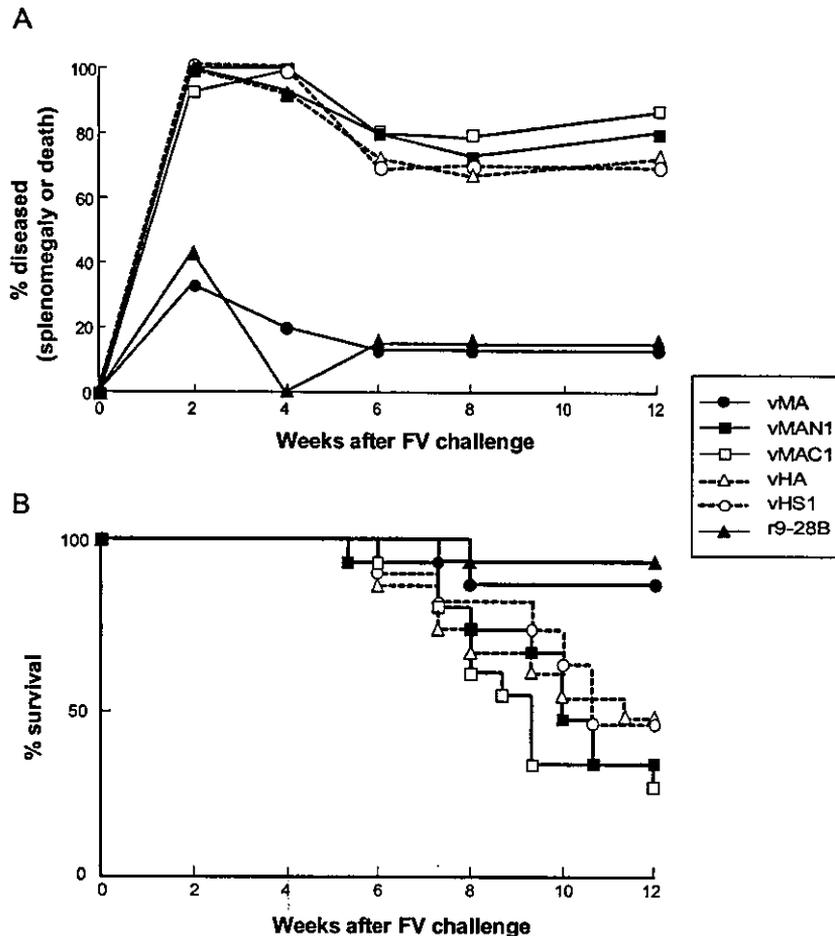 A
% diseased
(splenomegaly or death)
100
80
60
40
20
0
0
2
4
6
8
10
12
Weeks after FV challenge
vMA
vMAN1
vMAC1
vHA
vHS1
r9-28B
B
% survival
100
50
0
0
2
4
6
8
10
12
Weeks after FV challenge